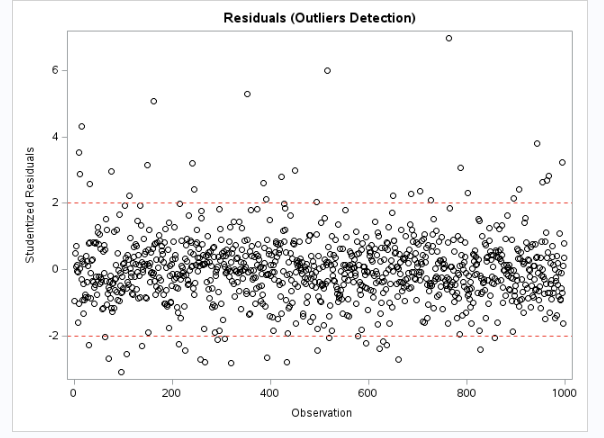 Residuals (Outliers Detection)
Studentized Residuals
6
4
2
0
-2
0 200 400 600 800 1000
Observation